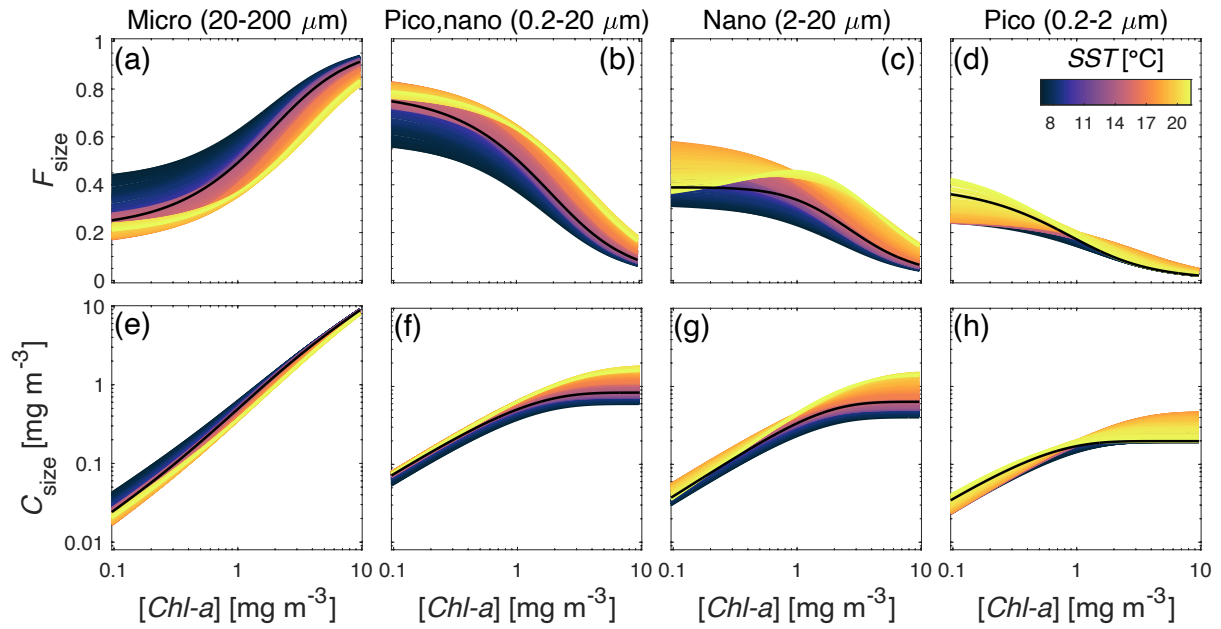 Micro (20-200 μm)
Pico,nano (0.2-20 μm)
Nano (2-20 μm)
Pico (0.2-2 μm)
(a)
(b)
(c)
(d)
SST [°C]
8 11 14 17 20
F size
1
0.8
0.6
0.4
0.2
0
(e)
(f)
(g)
(h)
C size [mg m-3]
10
1
0.1
0.01
0.1 1 10
0.1 1 10
0.1 1 10
0.1 1 10
[Chl-a] [mg m-3]
[Chl-a] [mg m-3]
[Chl-a] [mg m-3]
[Chl-a] [mg m-3]